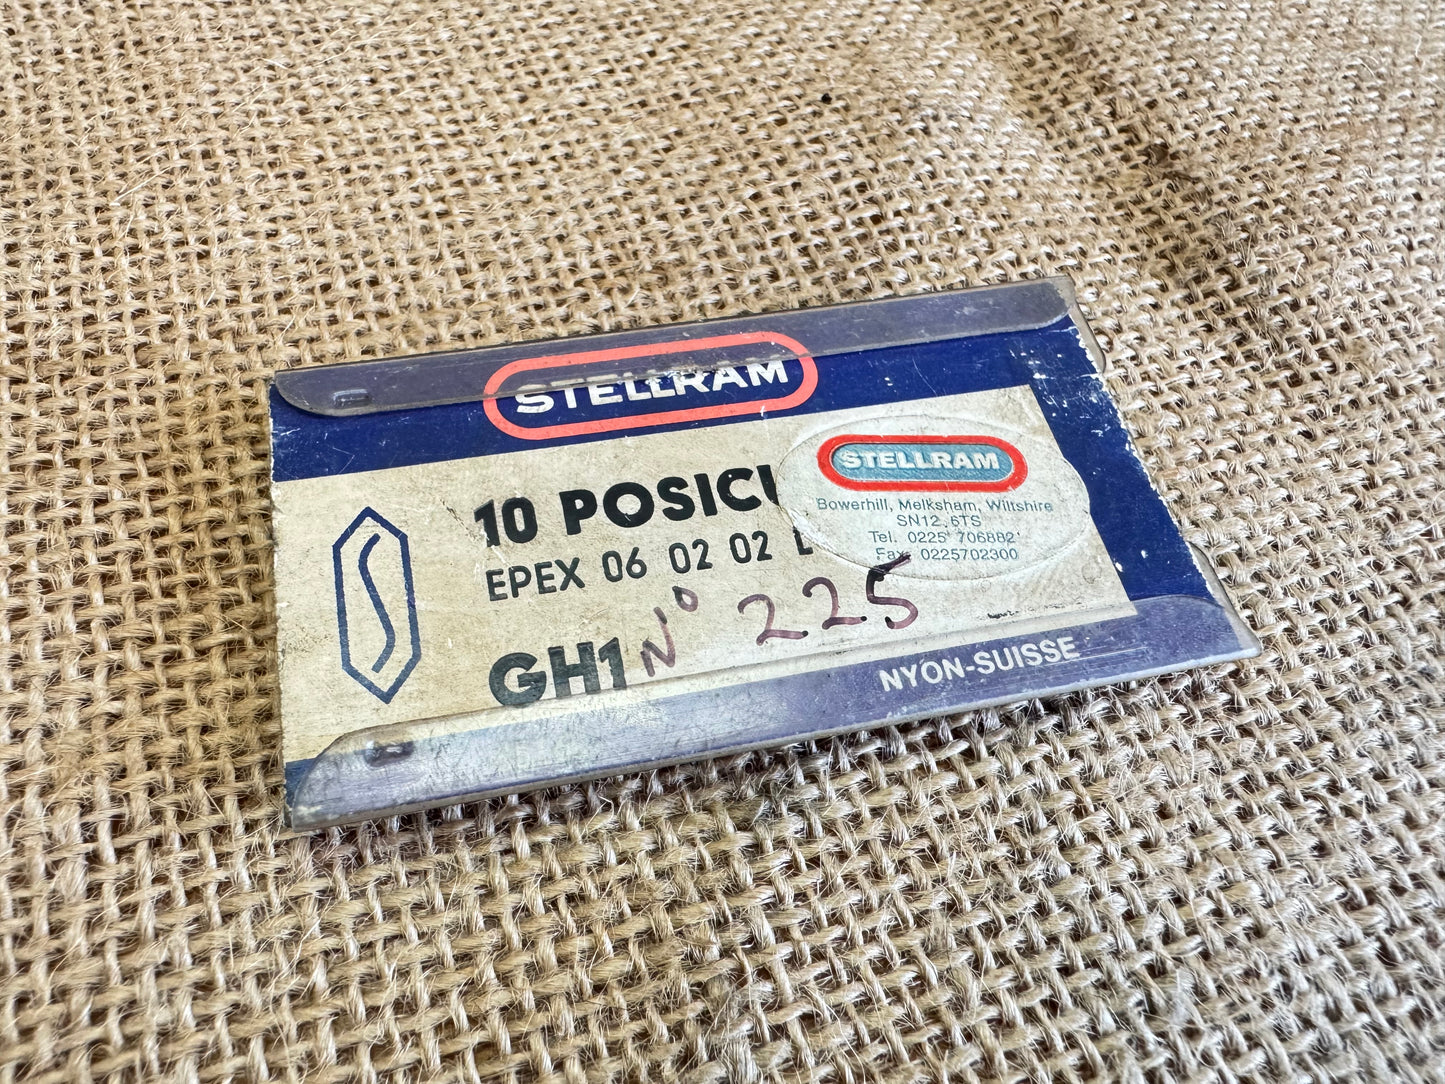 STELLRAM
10 POSICU
EPEX 06 02 02 E
GH1
N° 225
STELLRAM
Bowerhill, Melksham, Wiltshire
SN12 6TS
Tel. 0225 706882
Fax 0225702300
NYON-SUISSE